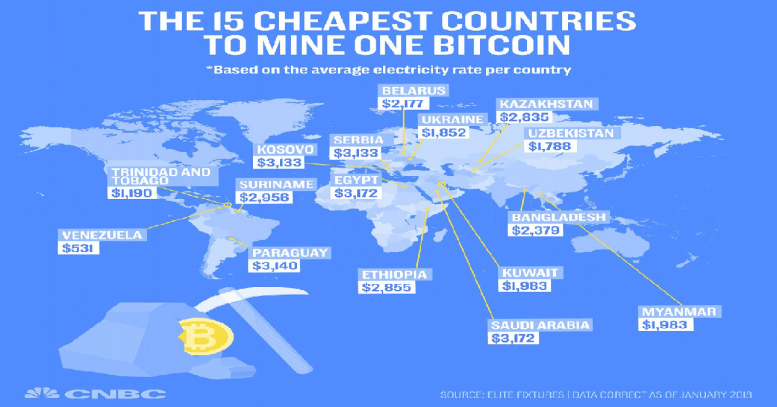 THE 15 CHEAPEST COUNTRIES
TO MINE ONE BITCOIN
*Based on the average electricity rate per country
BELARUS
$2,177
KAZAKHSTAN
$2,835
UKRAINE
$1,852
UZBEKISTAN
$1,788
SERBIA
$3,133
KOSOVO
$3,133
TRINIDAD AND
TOBAGO
$1,190
SURINAME
$2,956
EGYPT
$3,172
BANGLADESH
$2,379
VENEZUELA
$531
PARAGUAY
$3,140
ETHIOPIA
$2,855
KUWAIT
$1,983
MYANMAR
$1,983
SAUDI ARABIA
$3,172
CNBC
SOURCE: ELITE FIXTURES | DATA CORRECT AS OF JANUARY 2018